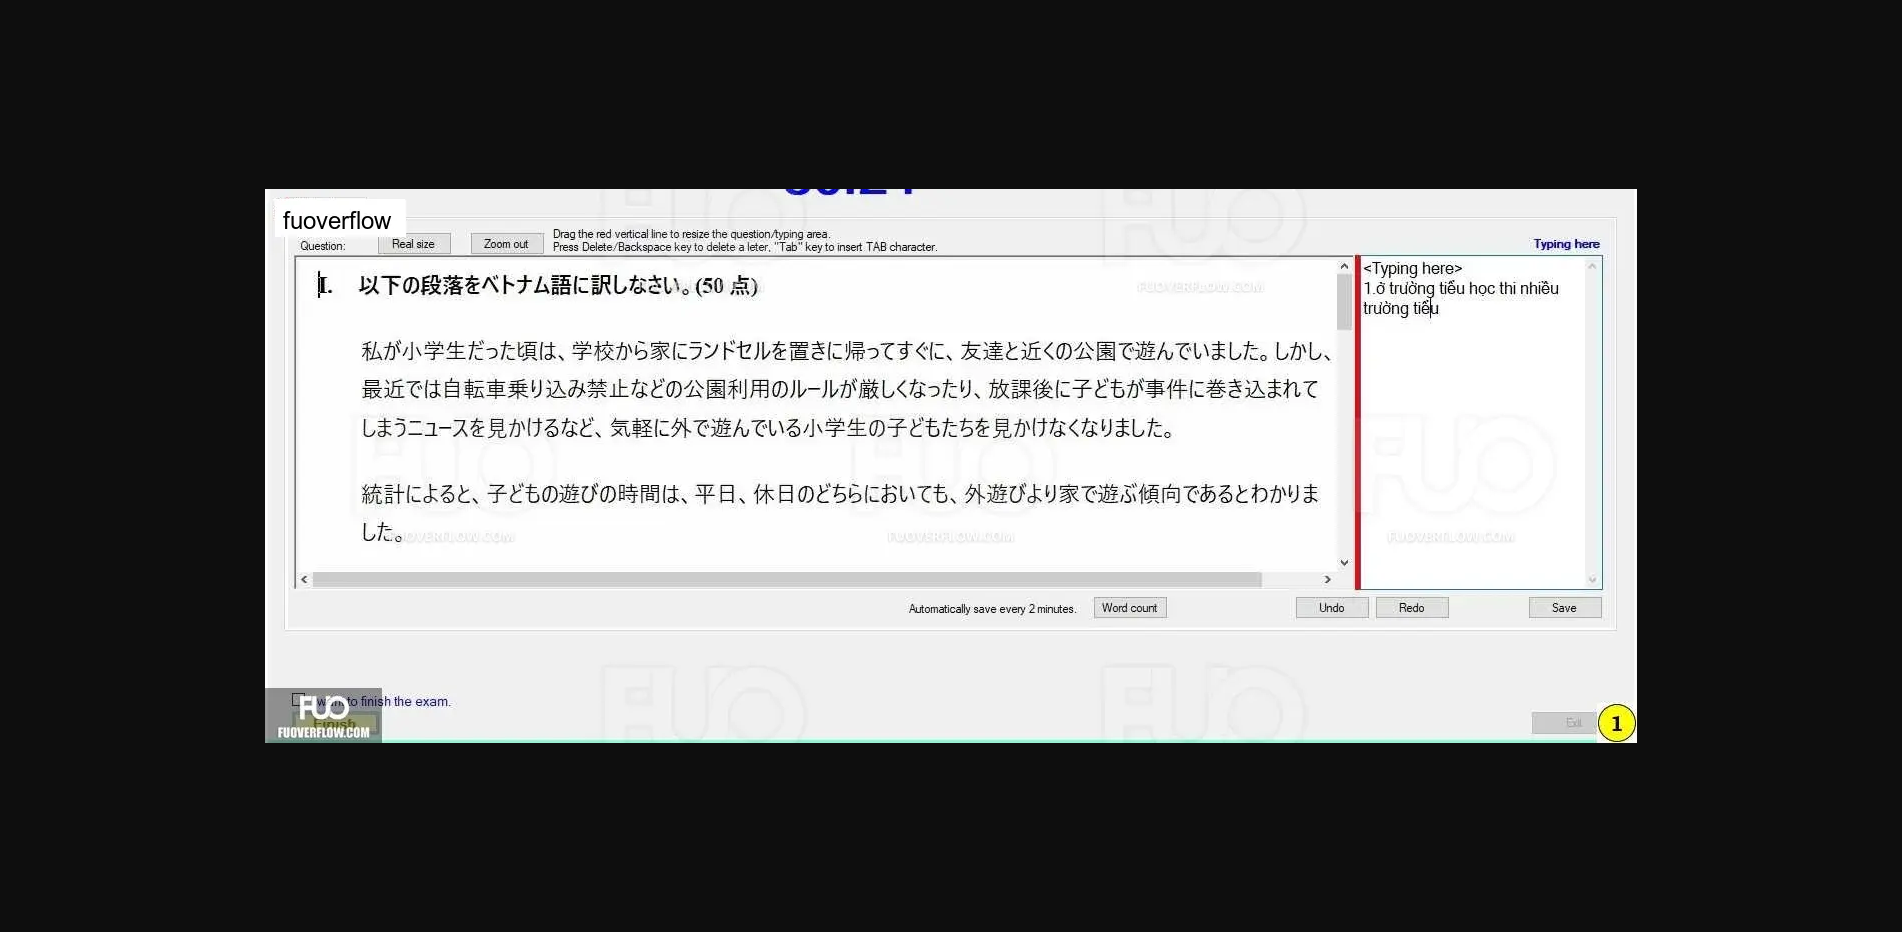 fuoverflow
Question:
Real size
Zoom out
Drag the red vertical line to resize the question/typing area.
Press Delete/Backspace key to delete a leter, "Tab" key to insert TAB character.
Typing here
I. 以下の段落をベトナム語に訳しなさい。(50 点)
私が小学生だった頃は、学校から家にランドセルを置きに帰ってすぐに、友達と近くの公園で遊んでいました。しかし、
最近では自転車乗り込み禁止などの公園利用のルールが厳しくなったり、放課後に子どもが事件に巻き込まれて
しまうニュースを見かけるなど、気軽に外で遊んでいる小学生の子どもたちを見かけなくなりました。
統計によると、子どもの遊びの時間は、平日、休日のどちらにおいても、外遊びより家で遊ぶ傾向であるとわかりま
した。
<Typing here>
1.ở trường tiểu học thi nhiều
trường tiểu
FUOVERFLOW.COM
FUOVERFLOW.COM
FUOVERFLOW.COM
FUOVERFLOW.COM
Automatically save every 2 minutes.
Word count
Undo
Redo
Save
to finish the exam.
Finish
FUO
FUOVERFLOW.COM
Exit
1